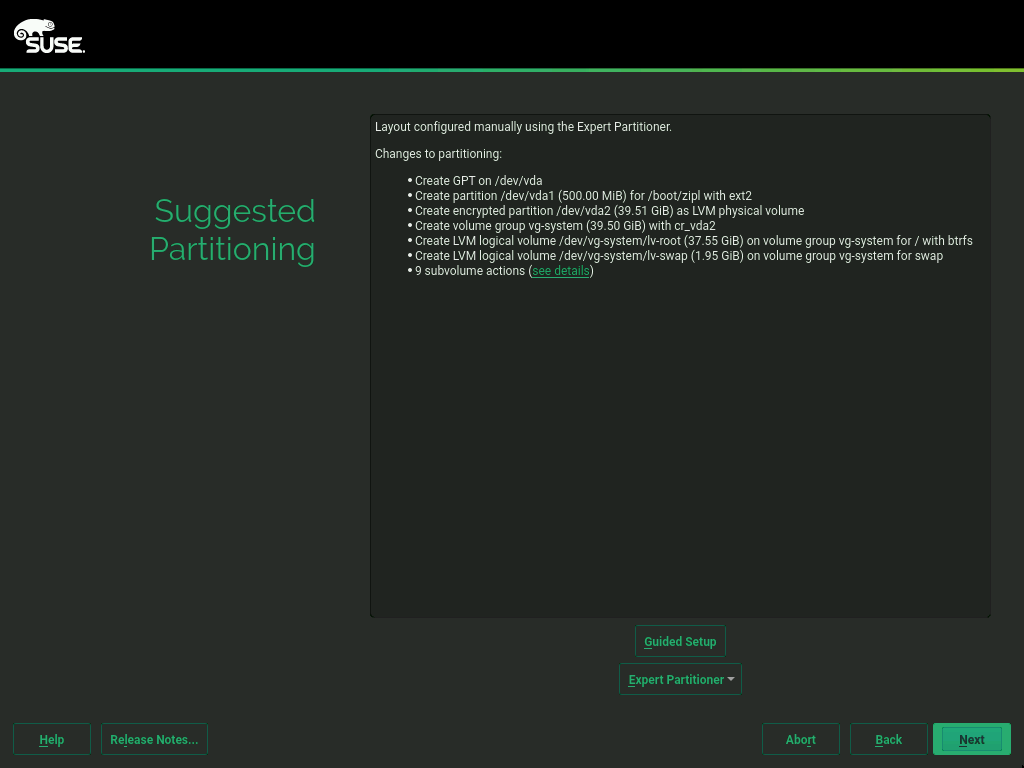 SUSE.
Suggested
Partitioning
Layout configured manually using the Expert Partitioner.
Changes to partitioning:
• Create GPT on /dev/vda
• Create partition /dev/vda1 (500.00 MiB) for /boot/zipl with ext2
• Create encrypted partition /dev/vda2 (39.51 GiB) as LVM physical volume
• Create volume group vg-system (39.50 GiB) with cr_vda2
• Create LVM logical volume /dev/vg-system/lv-root (37.55 GiB) on volume group vg-system for / with btrfs
• Create LVM logical volume /dev/vg-system/lv-swap (1.95 GiB) on volume group vg-system for swap
• 9 subvolume actions (see details)
Guided Setup
Expert Partitioner
Help
Release Notes...
Abort
Back
Next